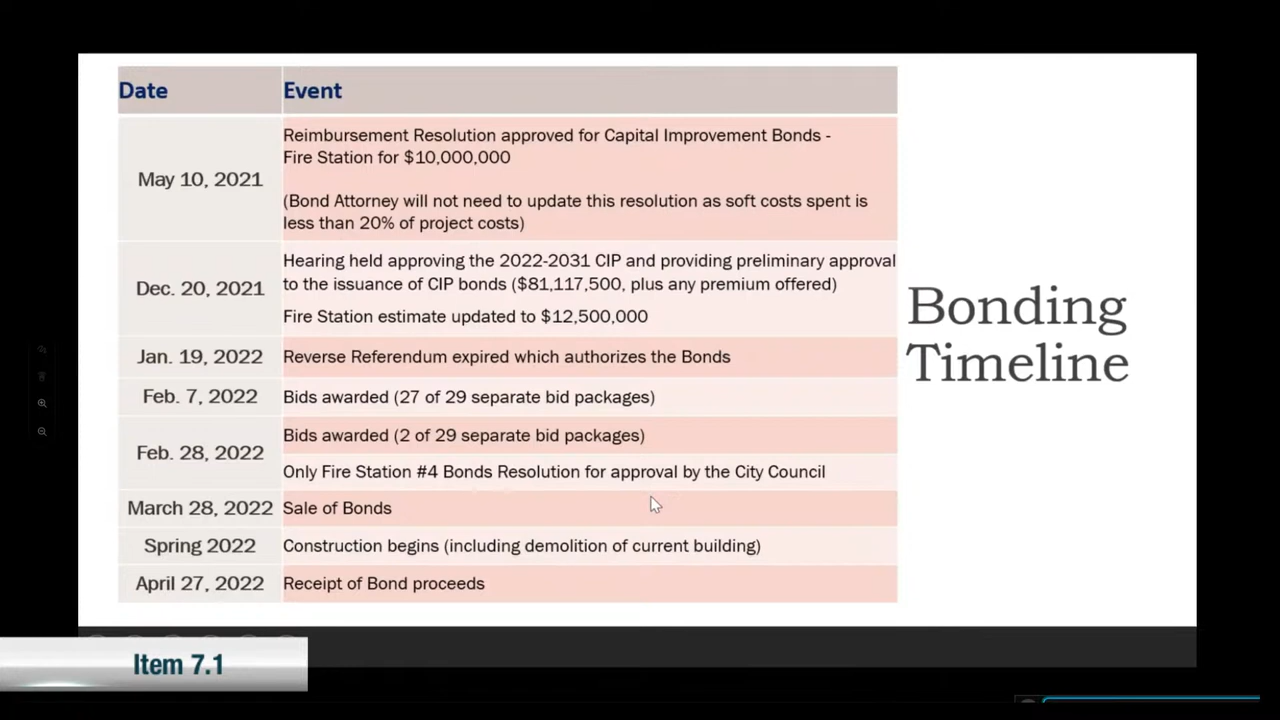 Date Event
May 10, 2021
Reimbursement Resolution approved for Capital Improvement Bonds -
Fire Station for $10,000,000
(Bond Attorney will not need to update this resolution as soft costs spent is
less than 20% of project costs)
Dec. 20, 2021
Hearing held approving the 2022-2031 CIP and providing preliminary approval
to the issuance of CIP bonds ($81,117,500, plus any premium offered)
Fire Station estimate updated to $12,500,000
Jan. 19, 2022 Reverse Referendum expired which authorizes the Bonds
Feb. 7, 2022 Bids awarded (27 of 29 separate bid packages)
Feb. 28, 2022
Bids awarded (2 of 29 separate bid packages)
Only Fire Station #4 Bonds Resolution for approval by the City Council
March 28, 2022 Sale of Bonds
Spring 2022 Construction begins (including demolition of current building)
April 27, 2022 Receipt of Bond proceeds
Bonding
Timeline
Item 7.1